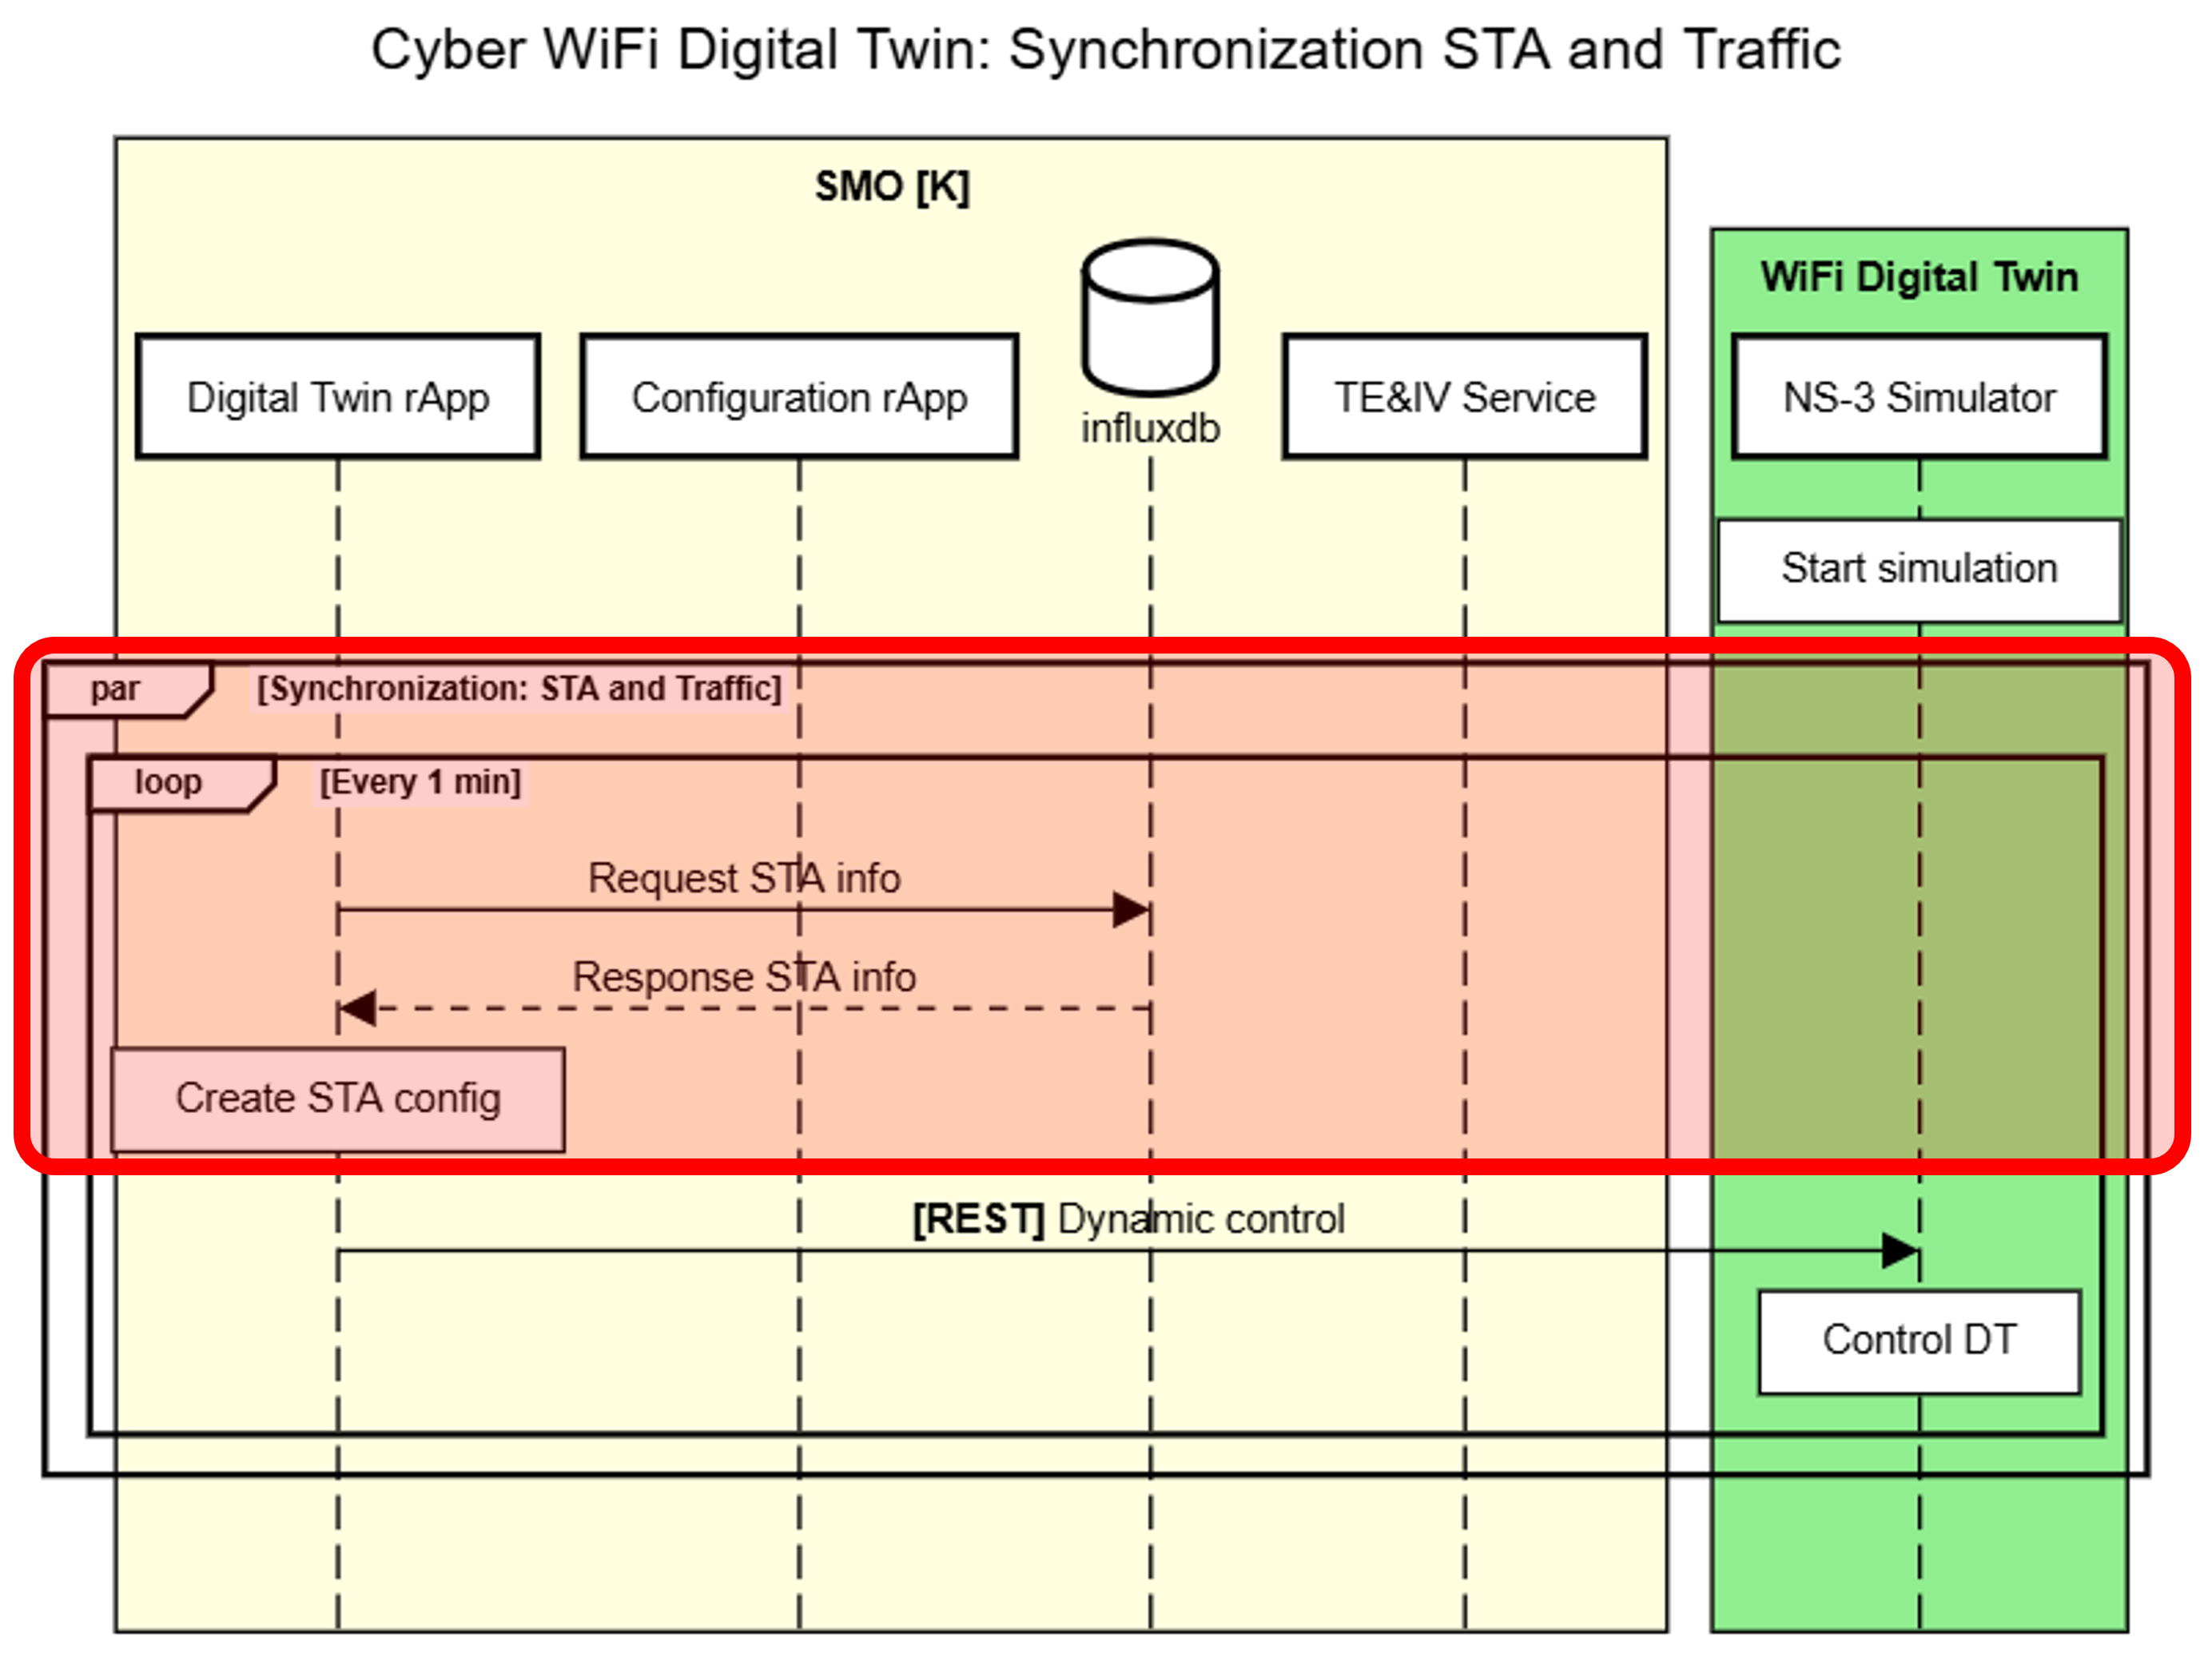 Cyber WiFi Digital Twin: Synchronization STA and Traffic
SMO [K]
WiFi Digital Twin
Digital Twin rApp
Configuration rApp
influxdb
TE&IV Service
NS-3 Simulator
Start simulation
par [Synchronization: STA and Traffic]
loop [Every 1 min]
Request STA info
Response STA info
Create STA config
[REST] Dynamic control
Control DT